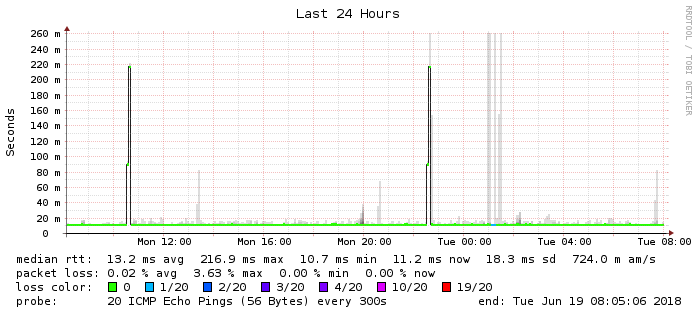 Last 24 Hours
RRDTOOL / TOBI OETIKER
Seconds
260 m
240 m
220 m
200 m
180 m
160 m
140 m
120 m
100 m
80 m
60 m
40 m
20 m
0
Mon 12:00 Mon 16:00 Mon 20:00 Tue 00:00 Tue 04:00 Tue 08:00
median rtt: 13.2 ms avg 216.9 ms max 10.7 ms min 11.2 ms now 18.3 ms sd 724.0 m am/s
packet loss: 0.02 % avg 3.63 % max 0.00 % min 0.00 % now
loss color: 0 1/20 2/20 3/20 4/20 10/20 19/20
probe: 20 ICMP Echo Pings (56 Bytes) every 300s end: Tue Jun 19 08:05:06 2018